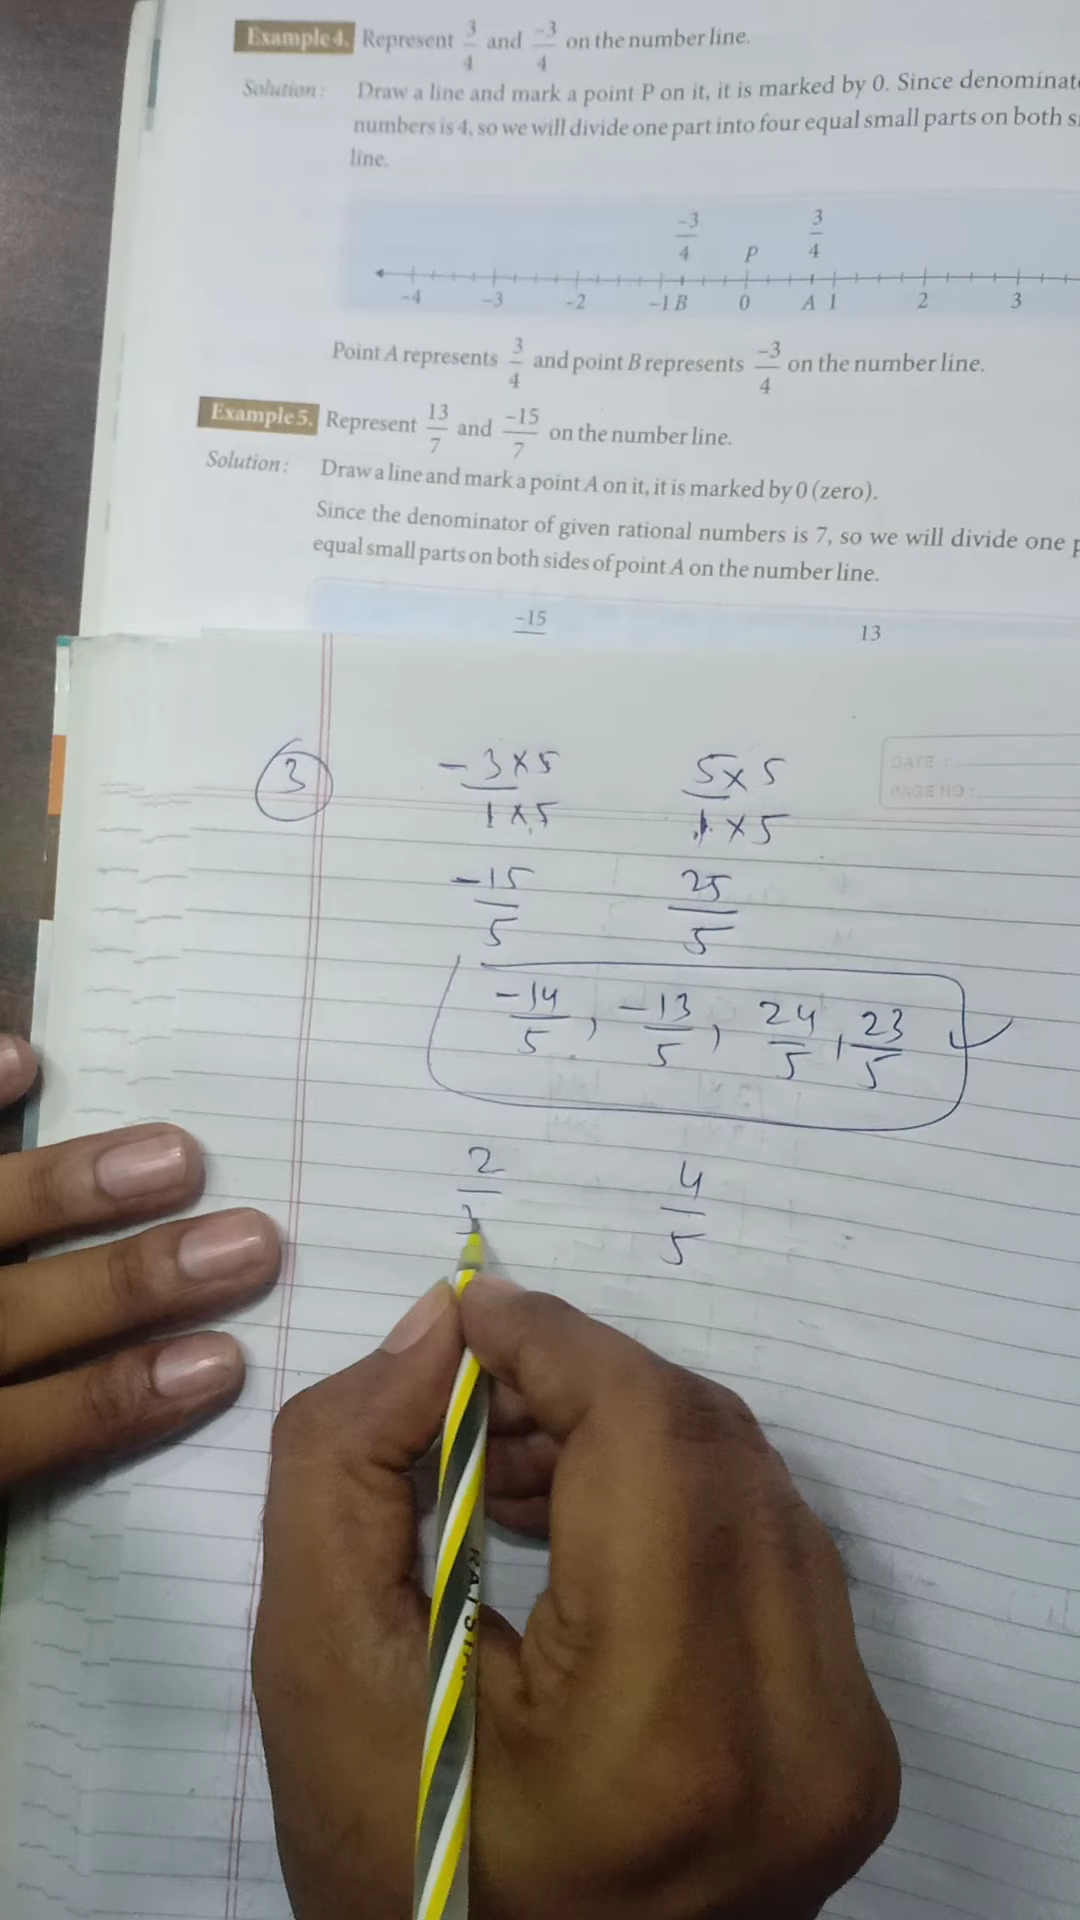 Example 4. Represent 3/4 and -3/4 on the number line.
Solution: Draw a line and mark a point P on it, it is marked by 0. Since
numbers is 4, so we will divide one part into four equal small parts on both
line.
-3/4 P 3/4
-4 -3 -2 -1 B 0 A 1 2 3
Point A represents 3/4 and point B represents -3/4 on the number line.
Example 5. Represent 13/7 and -15/7 on the number line.
Solution: Draw a line and mark a point A on it, it is marked by 0 (zero).
Since the denominator of given rational numbers is 7, so we will divide one
equal small parts on both sides of point A on the number line.
-15 13
DATE :
PAGE NO :
3 -3×5/1×5 5×5/1×5
-15/5 25/5
-14/5, -13/5, 24/5, 23/5
2/3 4/5